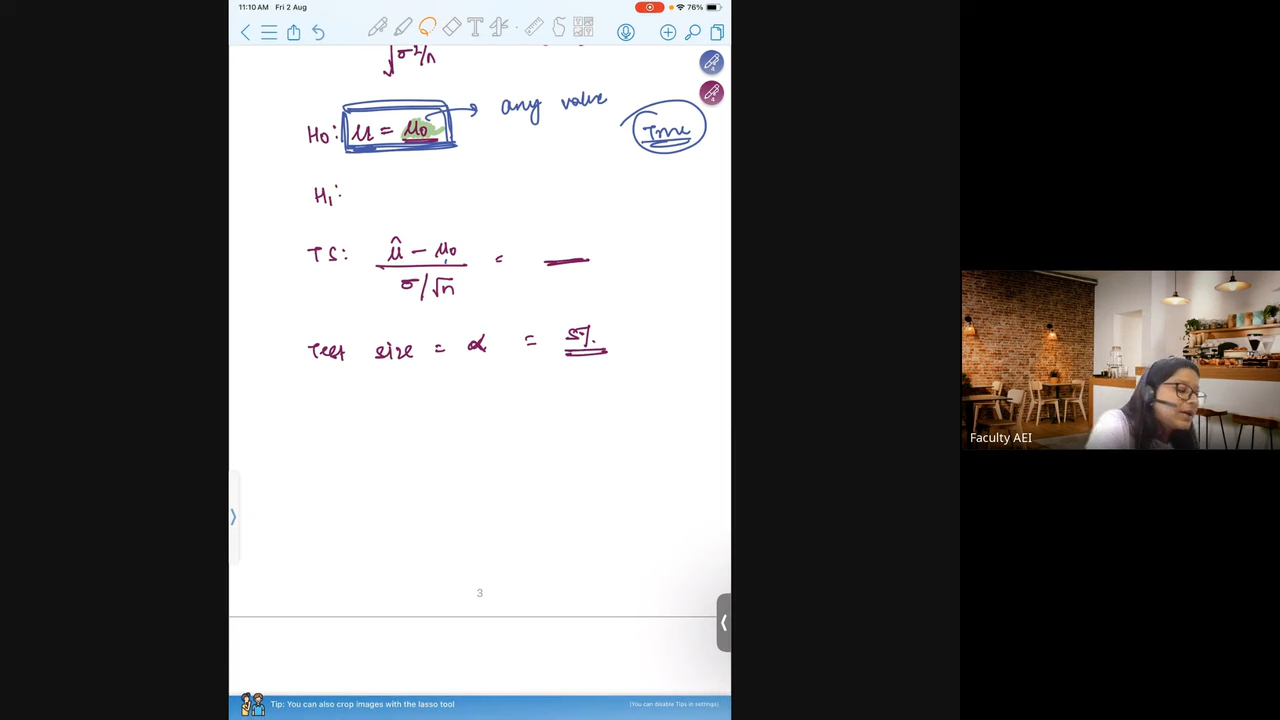 11:10 AM Fri 2 Aug
76%
√σ²/n
H0: μ = μ0 → any value
True
H1:
TS: μ̂ − μ0 / σ/√n = —
Test size = α = 5%.
3
Faculty AEI
Tip: You can also crop images with the lasso tool
(You can disable Tips in settings)